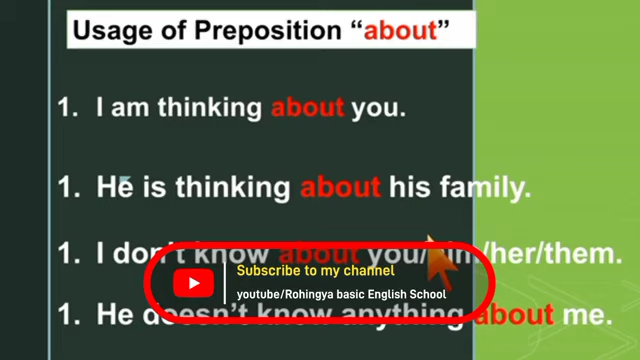 Usage of Preposition “about”
1. I am thinking about you.
1. He is thinking about his family.
1. I don't know about you/him/her/them.
Subscribe to my channel
youtube/Rohingya basic English School
1. He doesn't know anything about me.